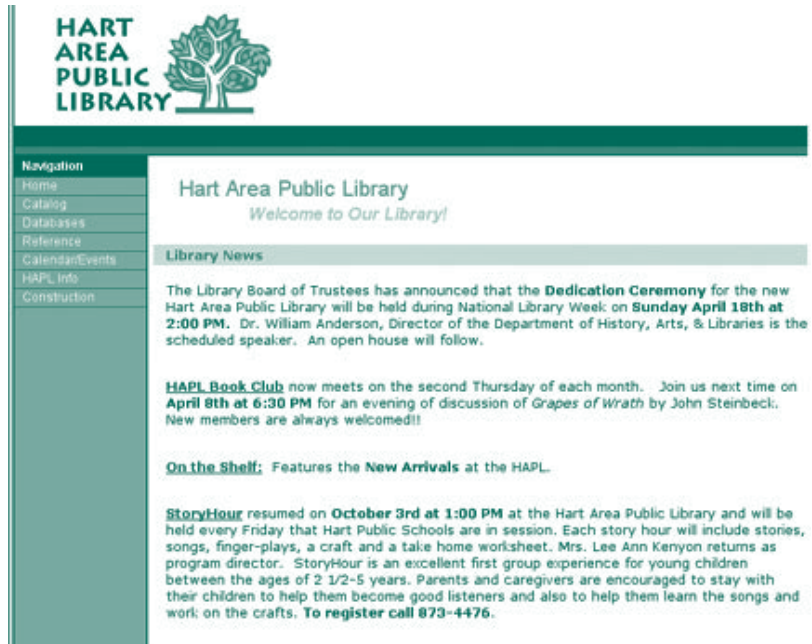 HART
AREA
PUBLIC
LIBRARY
Navigation
Home
Catalog
Databases
Reference
Calendar/Events
HAPL Info
Construction
Hart Area Public Library
Welcome to Our Library!
Library News
The Library Board of Trustees has announced that the Dedication Ceremony for the new
Hart Area Public Library will be held during National Library Week on Sunday April 18th at
2:00 PM. Dr. William Anderson, Director of the Department of History, Arts, & Libraries is the
scheduled speaker. An open house will follow.
HAPL Book Club now meets on the second Thursday of each month. Join us next time on
April 8th at 6:30 PM for an evening of discussion of Grapes of Wrath by John Steinbeck.
New members are always welcomed!!
On the Shelf: Features the New Arrivals at the HAPL.
StoryHour resumed on October 3rd at 1:00 PM at the Hart Area Public Library and will be
held every Friday that Hart Public Schools are in session. Each story hour will include stories,
songs, finger-plays, a craft and a take home worksheet. Mrs. Lee Ann Kenyon returns as
program director. StoryHour is an excellent first group experience for young children
between the ages of 2 1/2-5 years. Parents and caregivers are encouraged to stay with
their children to help them become good listeners and also to help them learn the songs and
work on the crafts. To register call 873-4476.